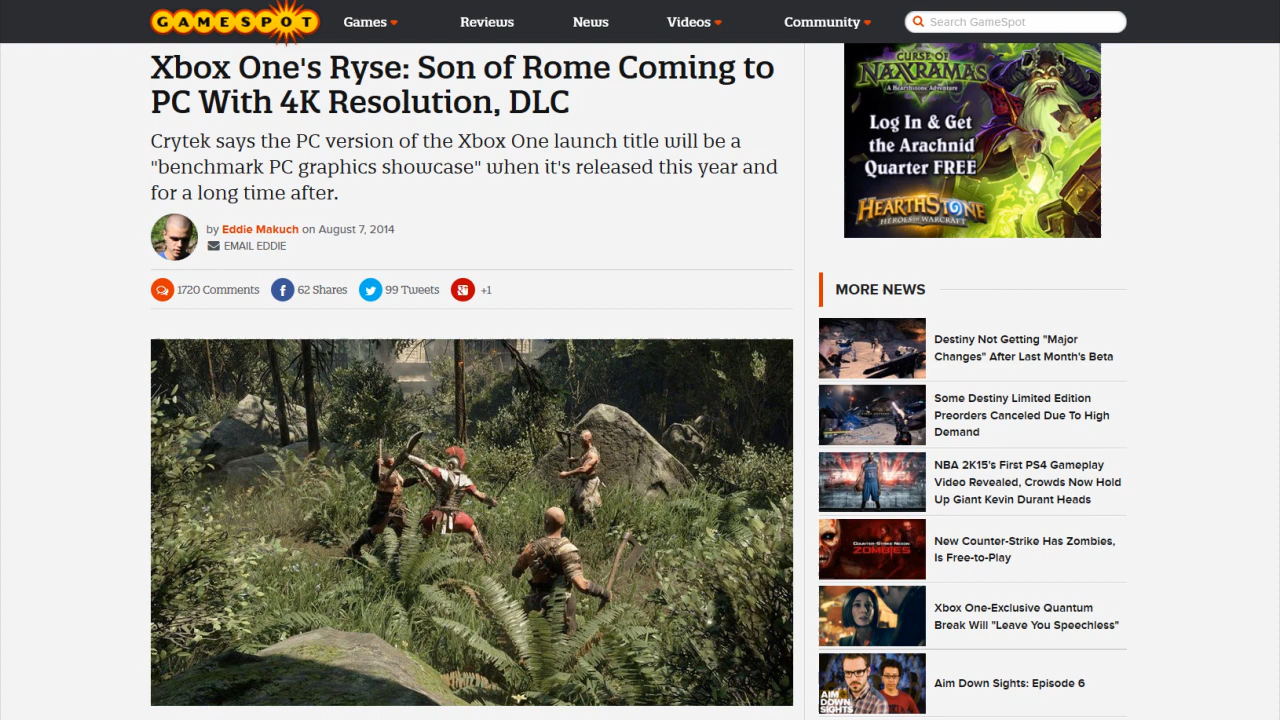 GAMESPOT
Games
Reviews
News
Videos
Community
Search GameSpot
Xbox One's Ryse: Son of Rome Coming to
PC With 4K Resolution, DLC
Crytek says the PC version of the Xbox One launch title will be a
"benchmark PC graphics showcase" when it's released this year and
for a long time after.
by Eddie Makuch on August 7, 2014
EMAIL EDDIE
1720 Comments
62 Shares
99 Tweets
+1
CURSE OF
NAXXRAMAS
A Hearthstone Adventure
Log In & Get
the Arachnid
Quarter FREE
HEARTHSTONE
HEROES OF WARCRAFT
MORE NEWS
Destiny Not Getting "Major
Changes" After Last Month's Beta
Some Destiny Limited Edition
Preorders Canceled Due To High
Demand
NBA 2K15's First PS4 Gameplay
Video Revealed, Crowds Now Hold
Up Giant Kevin Durant Heads
COUNTER-STRIKE NEXON
ZOMBIES
New Counter-Strike Has Zombies,
Is Free-to-Play
Xbox One-Exclusive Quantum
Break Will "Leave You Speechless"
AIM
DOWN
SIGHTS
Aim Down Sights: Episode 6